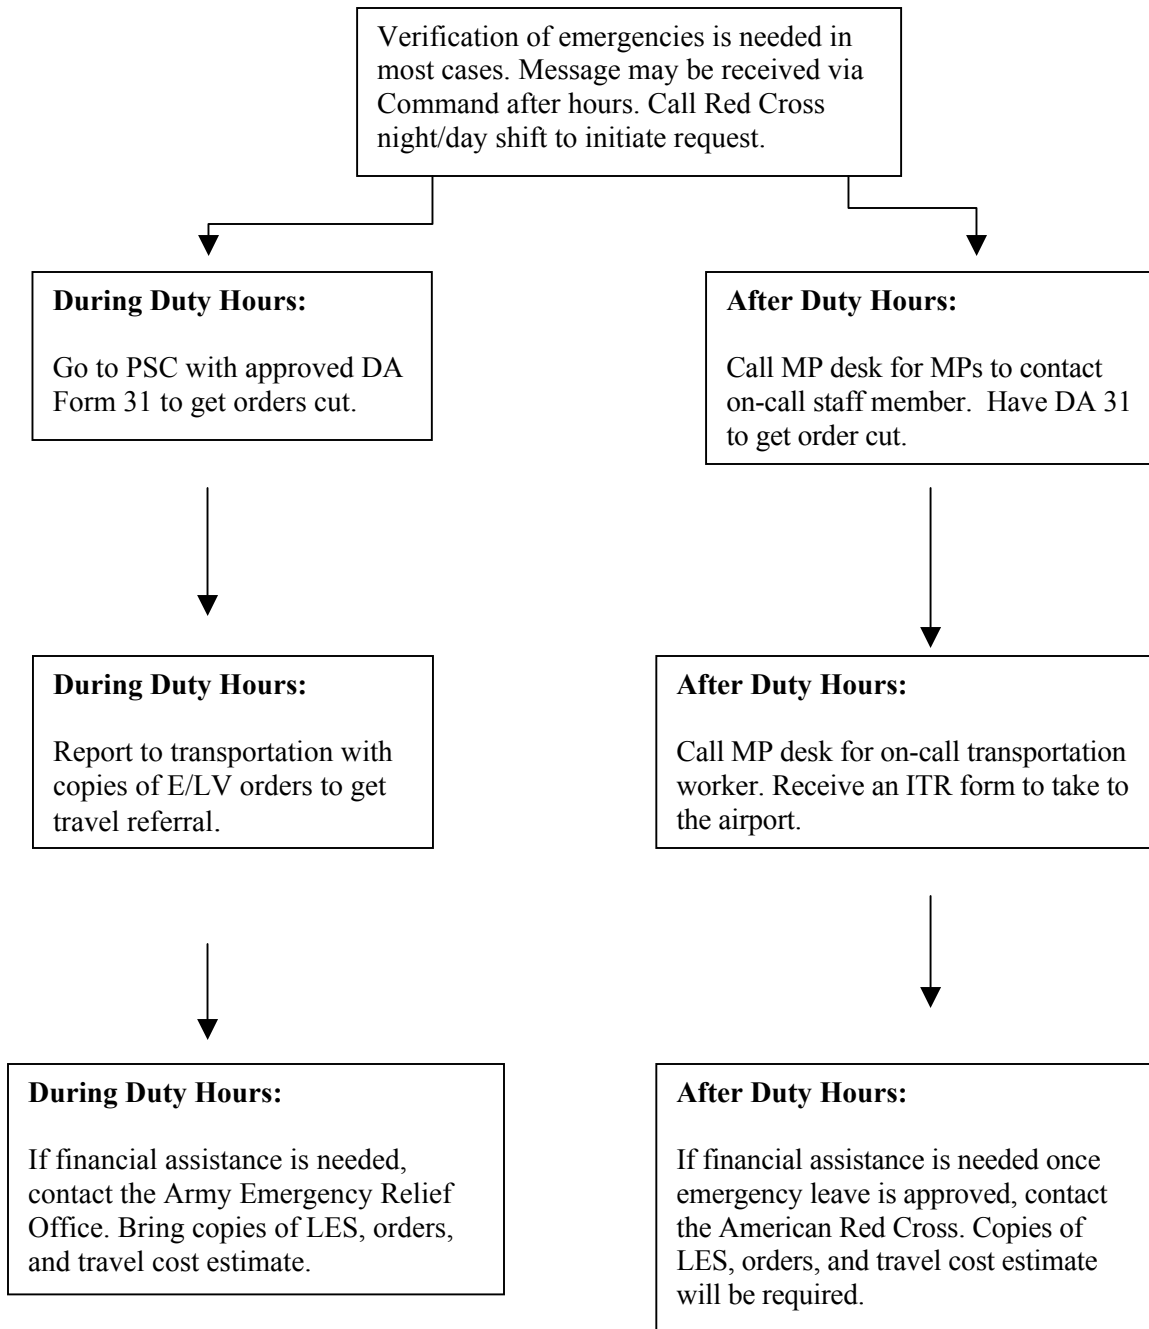 Verification of emergencies is needed in
most cases. Message may be received via
Command after hours. Call Red Cross
night/day shift to initiate request.
During Duty Hours:
Go to PSC with approved DA
Form 31 to get orders cut.
After Duty Hours:
Call MP desk for MPs to contact
on-call staff member.  Have DA 31
to get order cut.
During Duty Hours:
Report to transportation with
copies of E/LV orders to get
travel referral.
After Duty Hours:
Call MP desk for on-call transportation
worker. Receive an ITR form to take to
the airport.
During Duty Hours:
If financial assistance is needed,
contact the Army Emergency Relief
Office. Bring copies of LES, orders,
and travel cost estimate.
After Duty Hours:
If financial assistance is needed once
emergency leave is approved, contact
the American Red Cross. Copies of
LES, orders, and travel cost estimate
will be required.